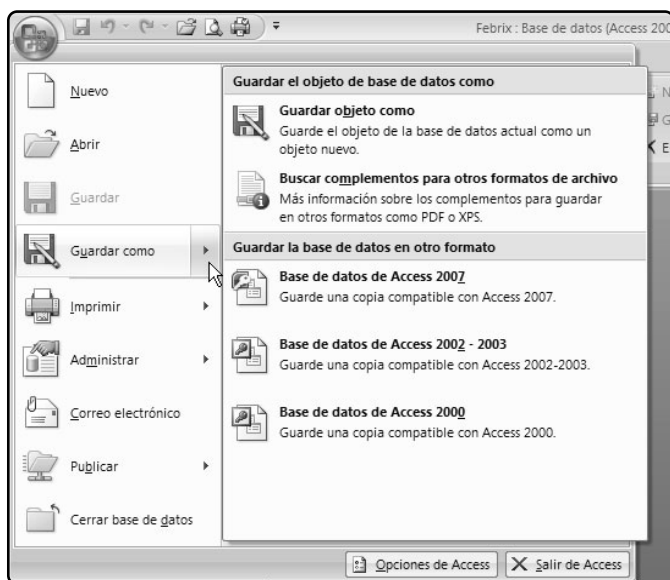 Febrix : Base de datos (Access 200
Nuevo
Abrir
Guardar
Guardar como
Imprimir
Administrar
Correo electrónico
Publicar
Cerrar base de datos
Guardar el objeto de base de datos como
Guardar objeto como
Guarde el objeto de la base de datos actual como un
objeto nuevo.
Buscar complementos para otros formatos de archivo
Más información sobre los complementos para guardar
en otros formatos como PDF o XPS.
Guardar la base de datos en otro formato
Base de datos de Access 2007
Guarde una copia compatible con Access 2007.
Base de datos de Access 2002 - 2003
Guarde una copia compatible con Access 2002-2003.
Base de datos de Access 2000
Guarde una copia compatible con Access 2000.
N
G
E
Opciones de Access
Salir de Access